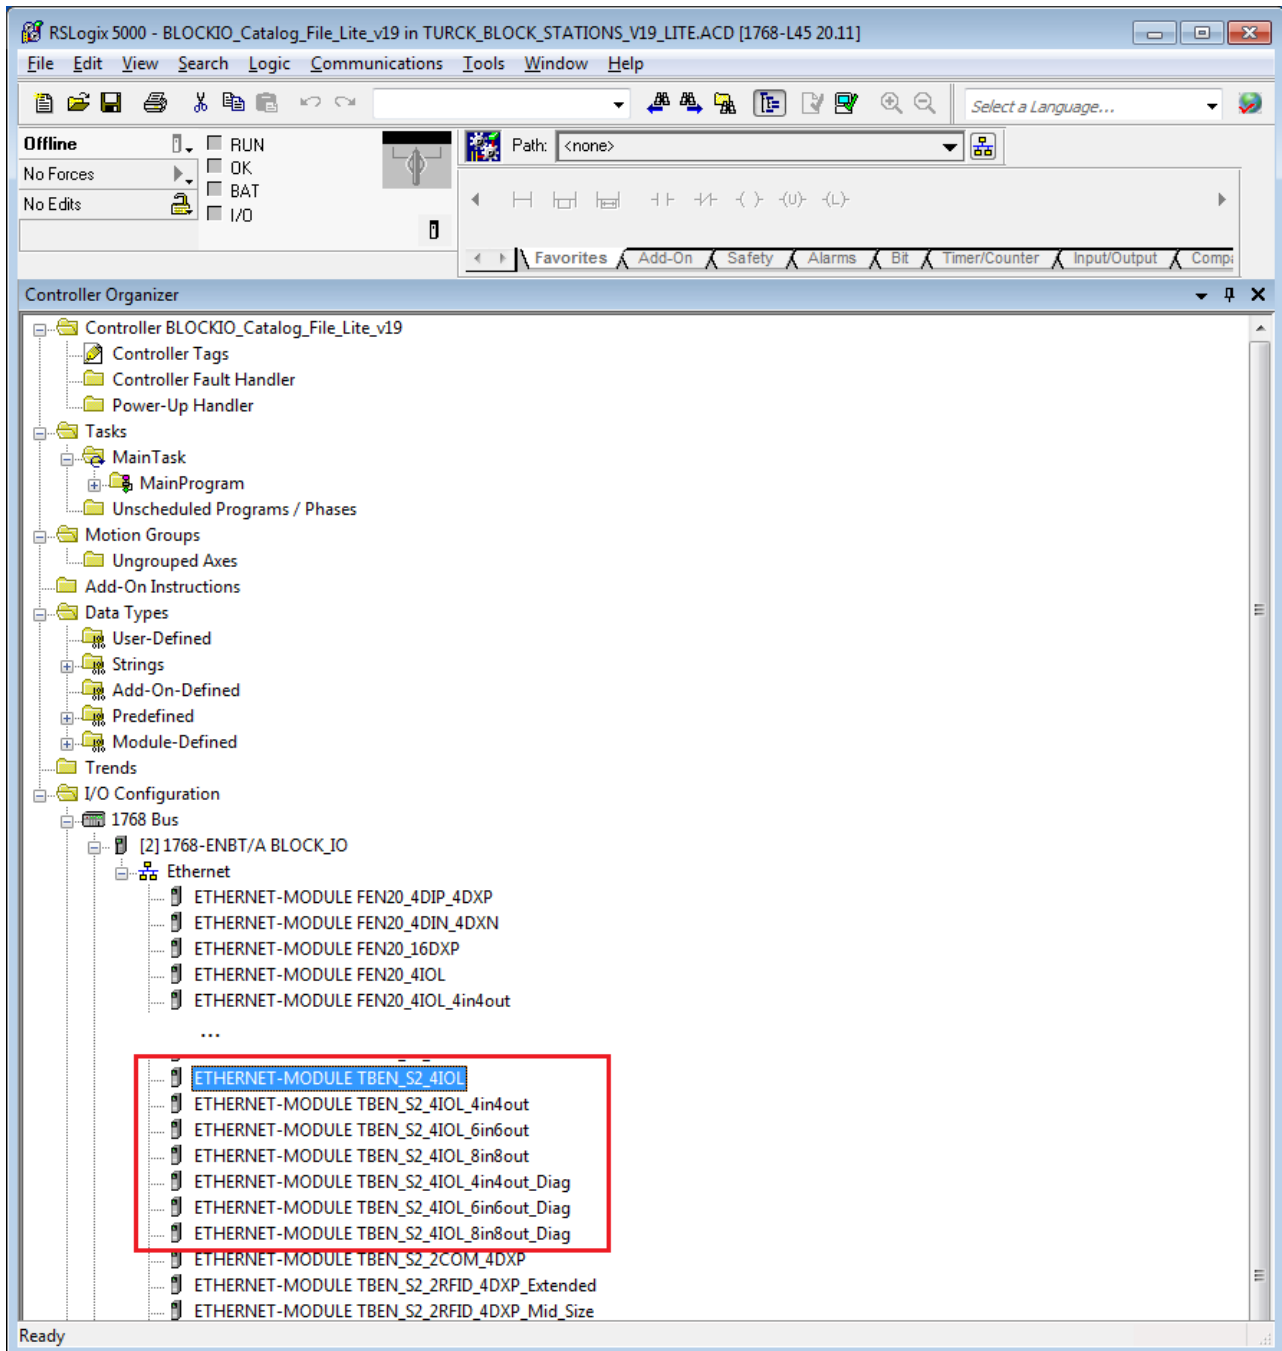 RSLogix 5000 - BLOCKIO_Catalog_File_Lite_v19 in TURCK_BLOCK_STATIONS_V19_LITE.ACD [1768-L45 20.11]
File Edit View Search Logic Communications Tools Window Help
Select a Language...
Offline
RUN
Path: <none>
No Forces
OK
BAT
No Edits
I/O
Favorites Add-On Safety Alarms Bit Timer/Counter Input/Output
Controller Organizer
Controller BLOCKIO_Catalog_File_Lite_v19
Controller Tags
Controller Fault Handler
Power-Up Handler
Tasks
MainTask
MainProgram
Unscheduled Programs / Phases
Motion Groups
Ungrouped Axes
Add-On Instructions
Data Types
User-Defined
Strings
Add-On-Defined
Predefined
Module-Defined
Trends
I/O Configuration
1768 Bus
[2] 1768-ENBT/A BLOCK_IO
Ethernet
ETHERNET-MODULE FEN20_4DIP_4DXP
ETHERNET-MODULE FEN20_4DIN_4DXN
ETHERNET-MODULE FEN20_16DXP
ETHERNET-MODULE FEN20_4IOL
ETHERNET-MODULE FEN20_4IOL_4in4out
...
ETHERNET-MODULE TBEN_S2_4IOL
ETHERNET-MODULE TBEN_S2_4IOL_4in4out
ETHERNET-MODULE TBEN_S2_4IOL_6in6out
ETHERNET-MODULE TBEN_S2_4IOL_8in8out
ETHERNET-MODULE TBEN_S2_4IOL_4in4out_Diag
ETHERNET-MODULE TBEN_S2_4IOL_6in6out_Diag
ETHERNET-MODULE TBEN_S2_4IOL_8in8out_Diag
ETHERNET-MODULE TBEN_S2_2COM_4DXP
ETHERNET-MODULE TBEN_S2_2RFID_4DXP_Extended
ETHERNET-MODULE TBEN_S2_2RFID_4DXP_Mid_Size
Ready